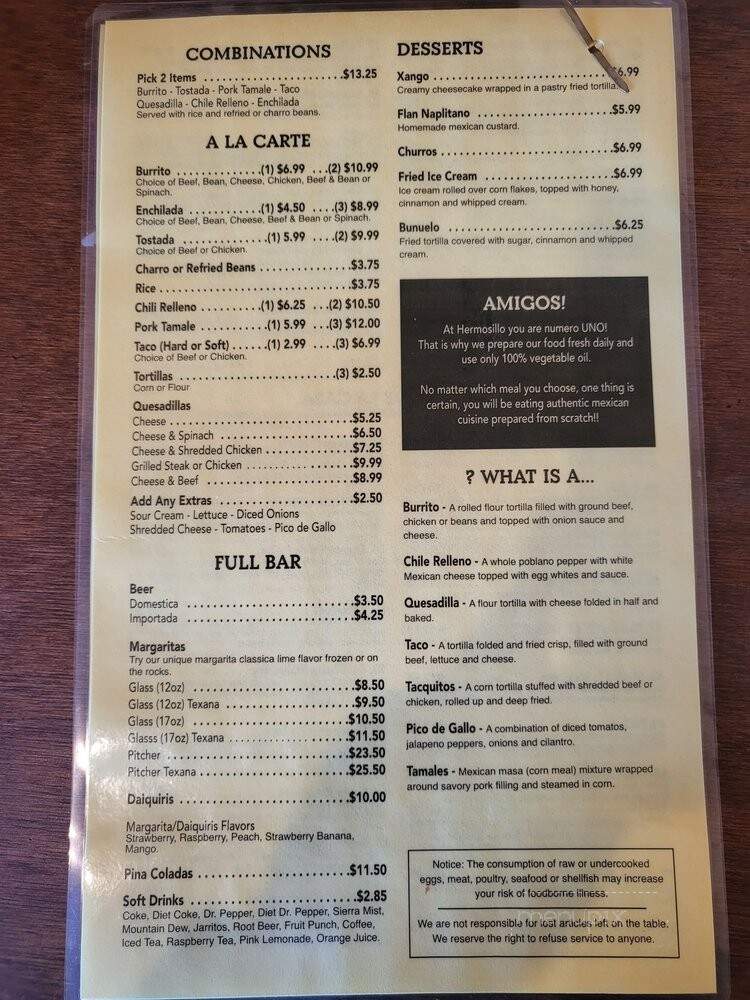 COMBINATIONS
Pick 2 Items .......................$13.25
Burrito - Tostada - Pork Tamale - Taco
Quesadilla - Chile Relleno - Enchilada
Served with rice and refried or charro beans.
A LA CARTE
Burrito ..............(1) $6.99 ...(2) $10.99
Choice of Beef, Bean, Cheese, Chicken, Beef & Bean or
Spinach.
Enchilada .............(1) $4.50 ....(3) $8.99
Choice of Beef, Bean, Cheese, Beef & Bean or Spinach.
Tostada ..............(1) 5.99 ....(2) $9.99
Choice of Beef or Chicken.
Charro or Refried Beans ...............$3.75
Rice ................................$3.75
Chili Relleno ..........(1) $6.25 ...(2) $10.50
Pork Tamale ...........(1) 5.99 ...(3) $12.00
Taco (Hard or Soft) ......(1) 2.99 ....(3) $6.99
Choice of Beef or Chicken.
Tortillas ..........................(3) $2.50
Corn or Flour
Quesadillas
Cheese ...............................$5.25
Cheese & Spinach ......................$6.50
Cheese & Shredded Chicken ..............$7.25
Grilled Steak or Chicken ..................$9.99
Cheese & Beef .........................$8.99
Add Any Extras .......................$2.50
Sour Cream - Lettuce - Diced Onions
Shredded Cheese - Tomatoes - Pico de Gallo
FULL BAR
Beer
Domestica ............................$3.50
Importada ............................$4.25
Margaritas
Try our unique margarita classica lime flavor frozen or on
the rocks.
Glass (12oz) ...........................$8.50
Glass (12oz) Texana ......................$9.50
Glass (17oz) ..........................$10.50
Glasss (17oz) Texana ....................$11.50
Pitcher ..............................$23.50
Pitcher Texana .........................$25.50
Daiquiris ............................$10.00
Margarita/Daiquiris Flavors
Strawberry, Raspberry, Peach, Strawberry Banana,
Mango.
Pina Coladas .........................$11.50
Soft Drinks ............................$2.85
Coke, Diet Coke, Dr. Pepper, Diet Dr. Pepper, Sierra Mist,
Mountain Dew, Jarritos, Root Beer, Fruit Punch, Coffee,
Iced Tea, Raspberry Tea, Pink Lemonade, Orange Juice.
DESSERTS
Xango ..............................$6.99
Creamy cheesecake wrapped in a pastry fried tortilla.
Flan Naplitano .......................$5.99
Homemade mexican custard.
Churros .............................$6.99
Fried Ice Cream .......................$6.99
Ice cream rolled over corn flakes, topped with honey,
cinnamon and whipped cream.
Bunuelo ............................$6.25
Fried tortilla covered with sugar, cinnamon and whipped
cream.
AMIGOS!
At Hermosillo you are numero UNO!
That is why we prepare our food fresh daily and
use only 100% vegetable oil.
No matter which meal you choose, one thing is
certain, you will be eating authentic mexican
cuisine prepared from scratch!!
? WHAT IS A...
Burrito - A rolled flour tortilla filled with ground beef,
chicken or beans and topped with onion sauce and
cheese.
Chile Relleno - A whole poblano pepper with white
Mexican cheese topped with egg whites and sauce.
Quesadilla - A flour tortilla with cheese folded in half and
baked.
Taco - A tortilla folded and fried crisp, filled with ground
beef, lettuce and cheese.
Tacquitos - A corn tortilla stuffed with shredded beef or
chicken, rolled up and deep fried.
Pico de Gallo - A combination of diced tomatos,
jalapeno peppers, onions and cilantro.
Tamales - Mexican masa (corn meal) mixture wrapped
around savory pork filling and steamed in corn.
Notice: The consumption of raw or undercooked
eggs, meat, poultry, seafood or shellfish may increase
your risk of foodborne illness.
menupix
We are not responsible for lost articles left on the table.
We reserve the right to refuse service to anyone.